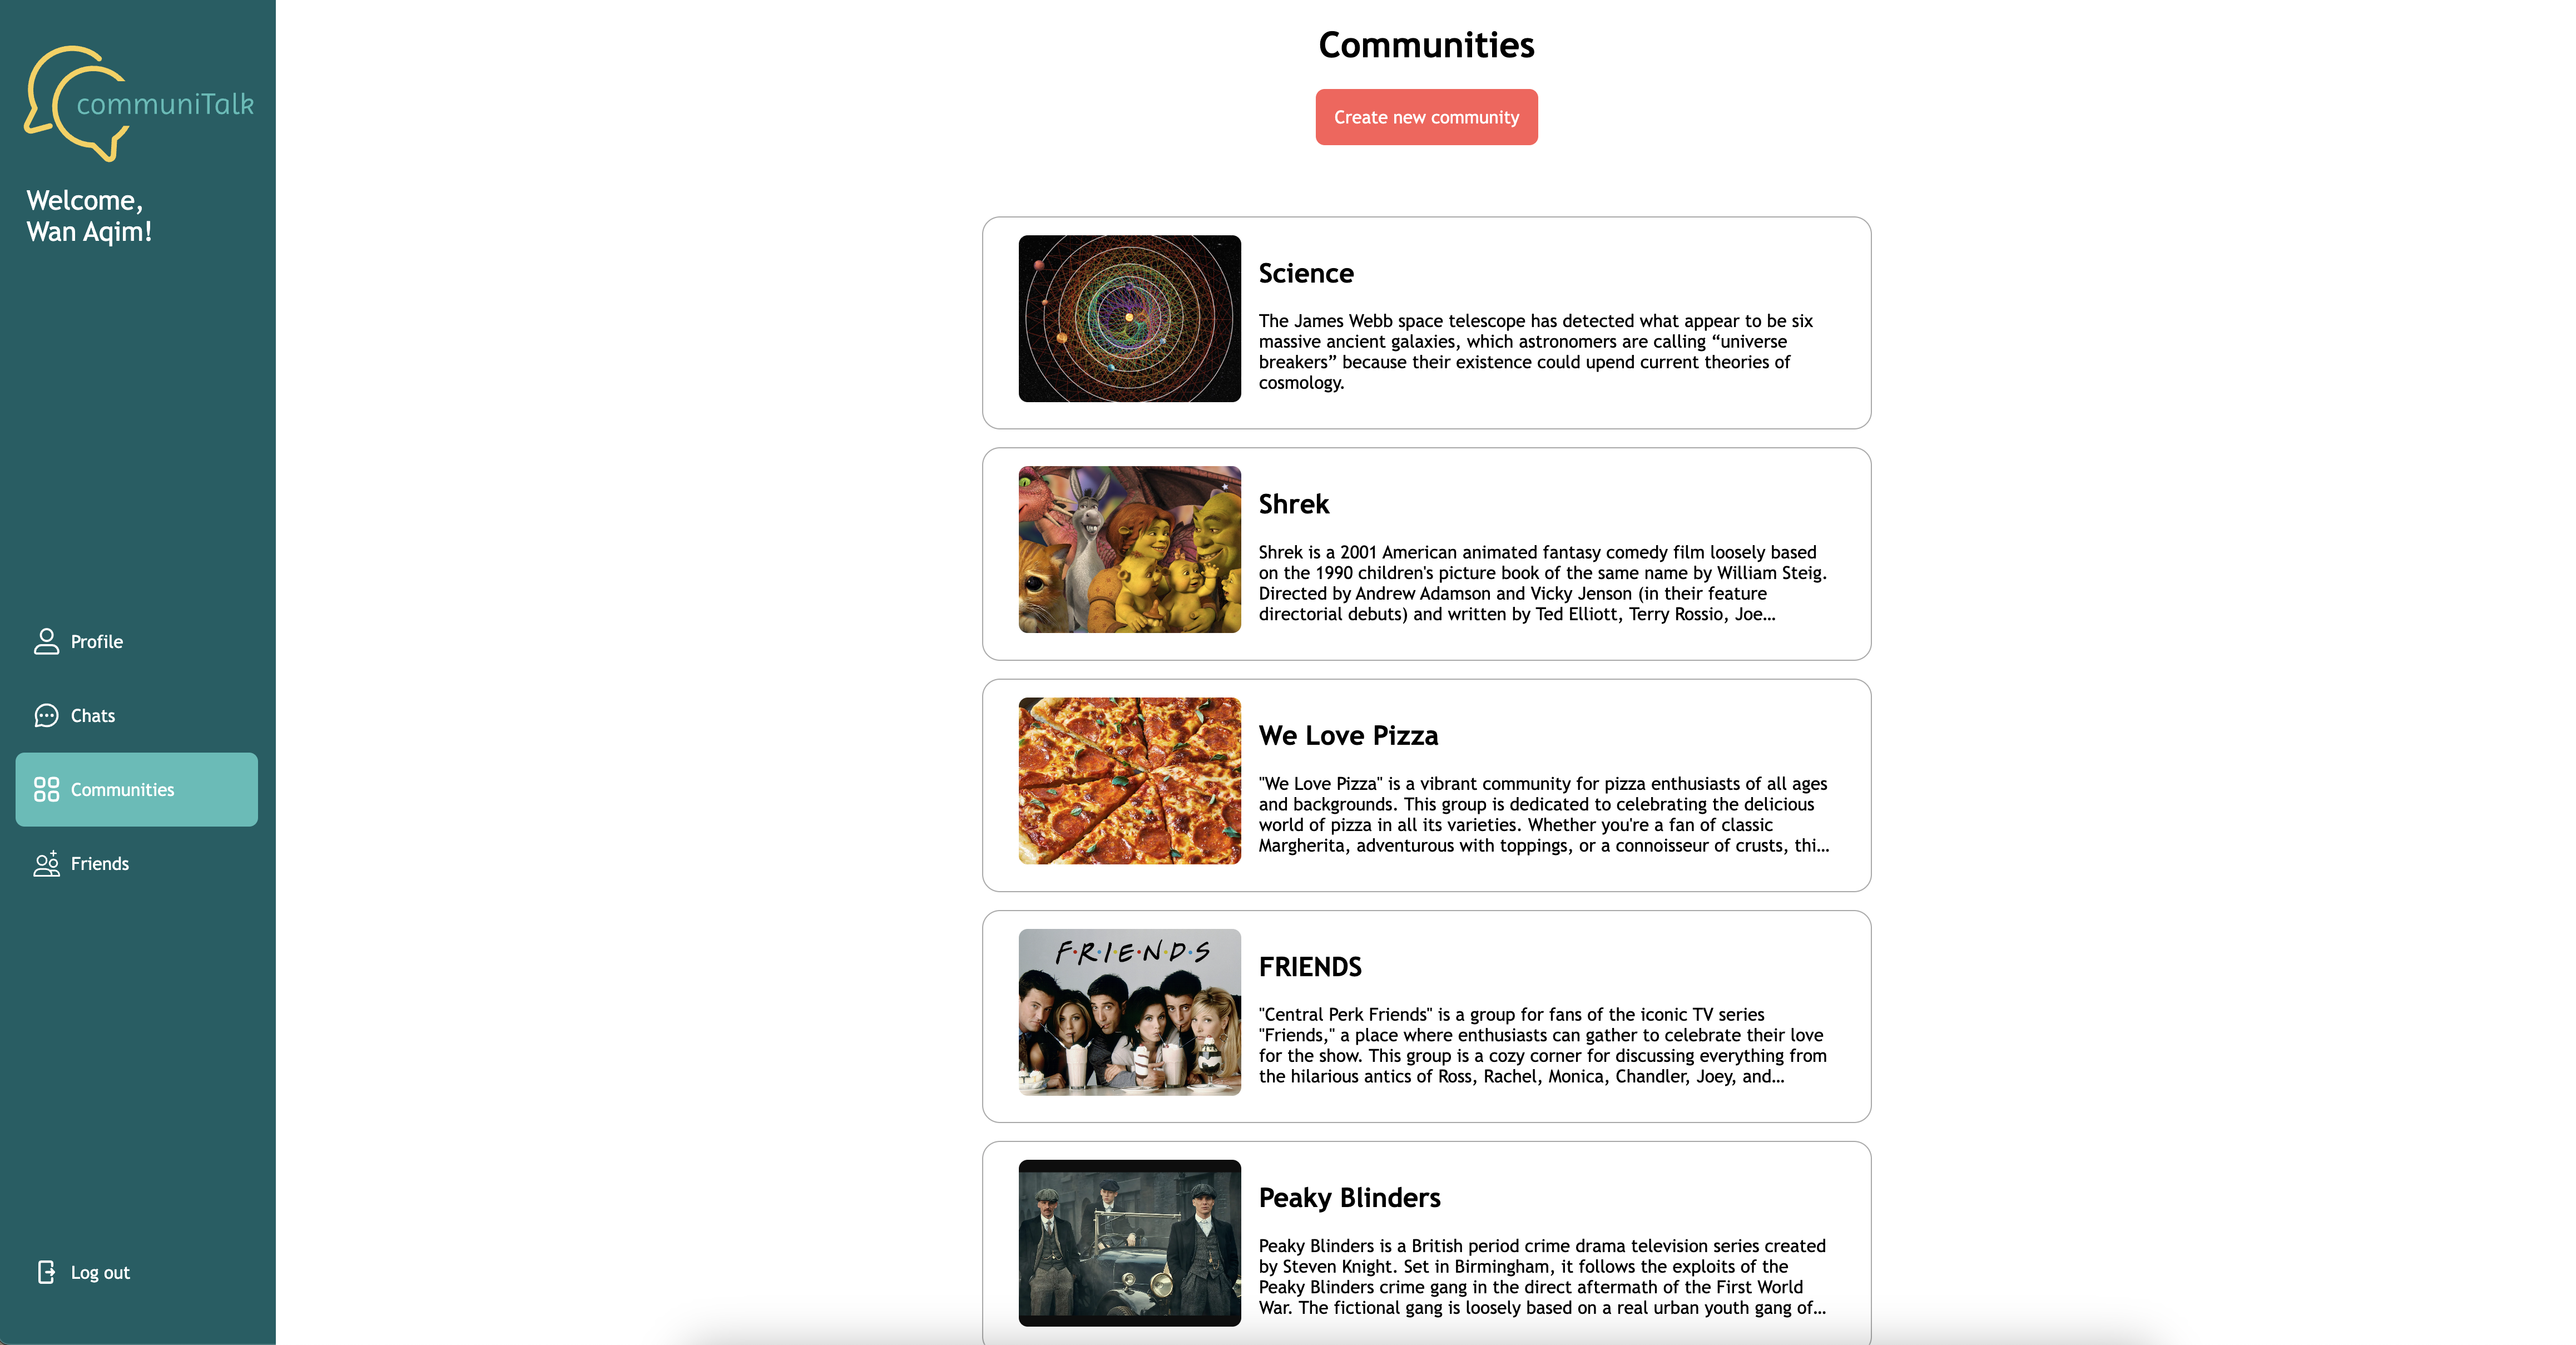 communiTalk
Welcome,
Wan Aqim!
Profile
Chats
Communities
Friends
Log out
Communities
Create new community
Science
The James Webb space telescope has detected what appear to be six
massive ancient galaxies, which astronomers are calling “universe
breakers” because their existence could upend current theories of
cosmology.
Shrek
Shrek is a 2001 American animated fantasy comedy film loosely based
on the 1990 children's picture book of the same name by William Steig.
Directed by Andrew Adamson and Vicky Jenson (in their feature
directorial debuts) and written by Ted Elliott, Terry Rossio, Joe...
We Love Pizza
"We Love Pizza" is a vibrant community for pizza enthusiasts of all ages
and backgrounds. This group is dedicated to celebrating the delicious
world of pizza in all its varieties. Whether you're a fan of classic
Margherita, adventurous with toppings, or a connoisseur of crusts, thi...
F·R·I·E·N·D·S
FRIENDS
"Central Perk Friends" is a group for fans of the iconic TV series
"Friends," a place where enthusiasts can gather to celebrate their love
for the show. This group is a cozy corner for discussing everything from
the hilarious antics of Ross, Rachel, Monica, Chandler, Joey, and...
Peaky Blinders
Peaky Blinders is a British period crime drama television series created
by Steven Knight. Set in Birmingham, it follows the exploits of the
Peaky Blinders crime gang in the direct aftermath of the First World
War. The fictional gang is loosely based on a real urban youth gang of...